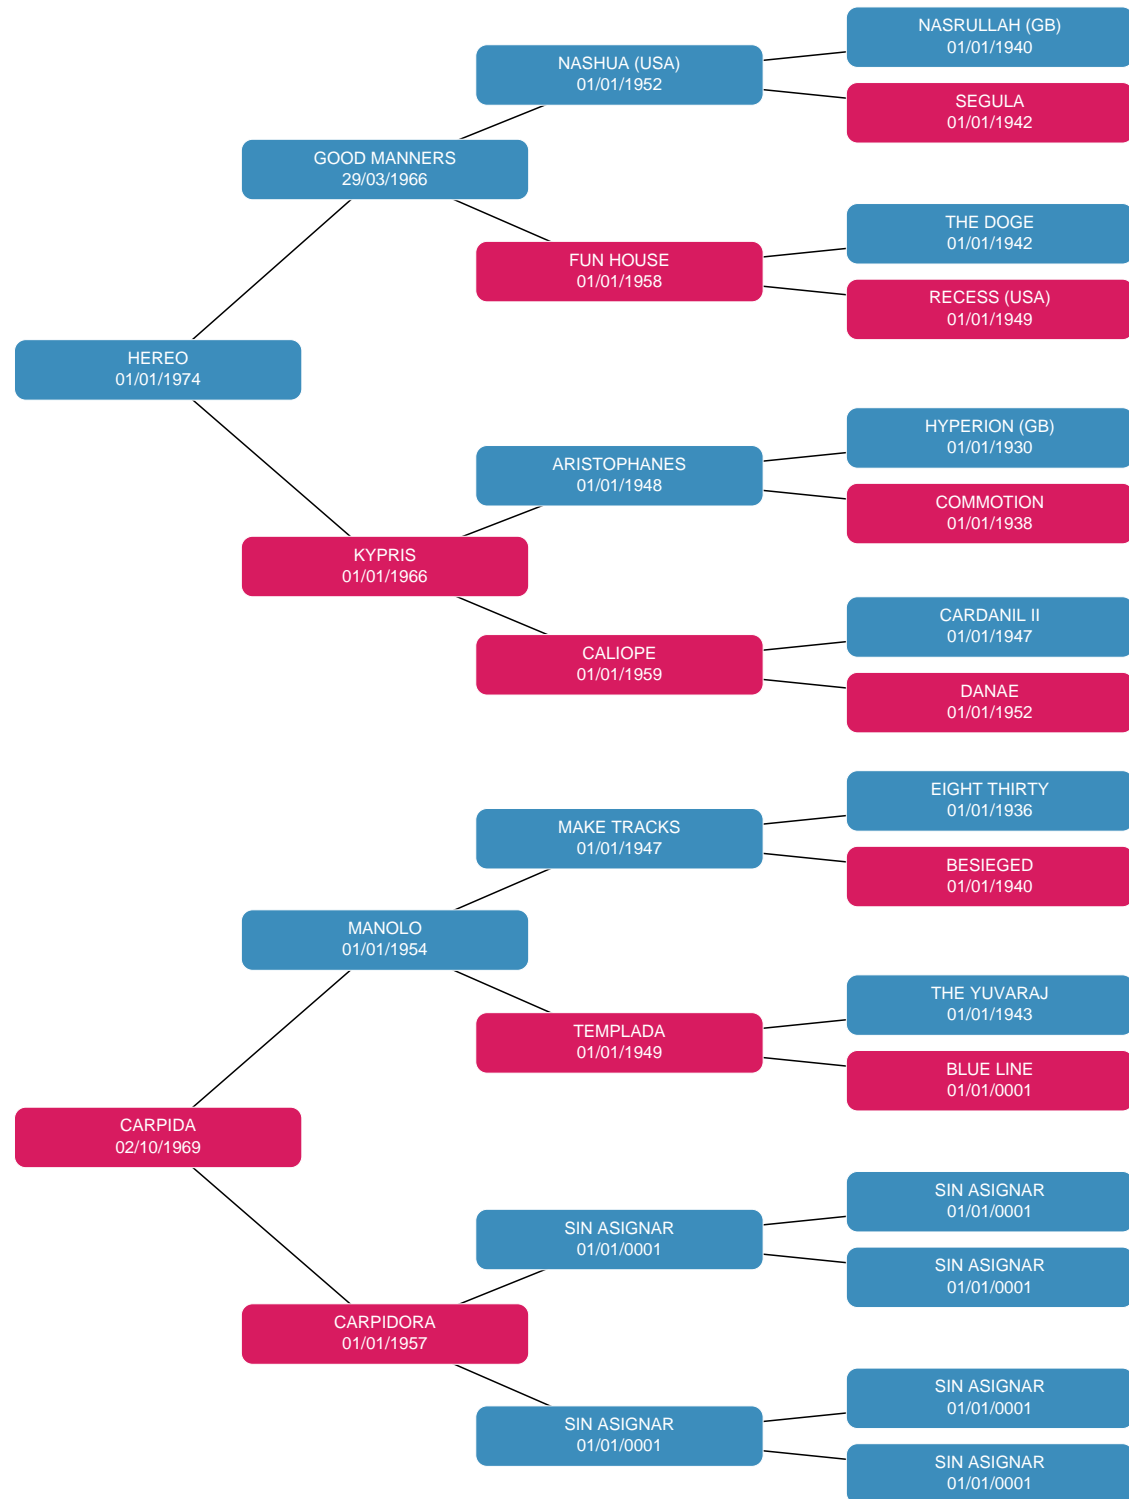 NASRULLAH (GB)
01/01/1940
NASHUA (USA)
01/01/1952
SEGULA
01/01/1942
GOOD MANNERS
29/03/1966
THE DOGE
01/01/1942
FUN HOUSE
01/01/1958
RECESS (USA)
01/01/1949
HEREO
01/01/1974
HYPERION (GB)
01/01/1930
ARISTOPHANES
01/01/1948
COMMOTION
01/01/1938
KYPRIS
01/01/1966
CARDANIL II
01/01/1947
CALIOPE
01/01/1959
DANAE
01/01/1952
EIGHT THIRTY
01/01/1936
MAKE TRACKS
01/01/1947
BESIEGED
01/01/1940
MANOLO
01/01/1954
THE YUVARAJ
01/01/1943
TEMPLADA
01/01/1949
BLUE LINE
01/01/0001
CARPIDA
02/10/1969
SIN ASIGNAR
01/01/0001
SIN ASIGNAR
01/01/0001
SIN ASIGNAR
01/01/0001
CARPIDORA
01/01/1957
SIN ASIGNAR
01/01/0001
SIN ASIGNAR
01/01/0001
SIN ASIGNAR
01/01/0001